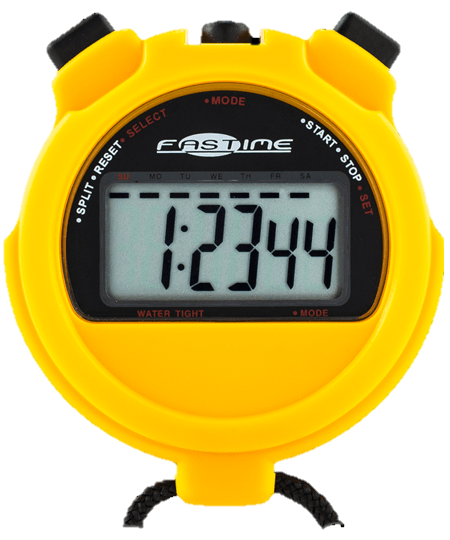 • MODE
• SPLIT • RESET • SELECT
• START • STOP • SET
FASTIME
SUN MO TU WE TH FR SA
1:2344
WATER TIGHT • MODE